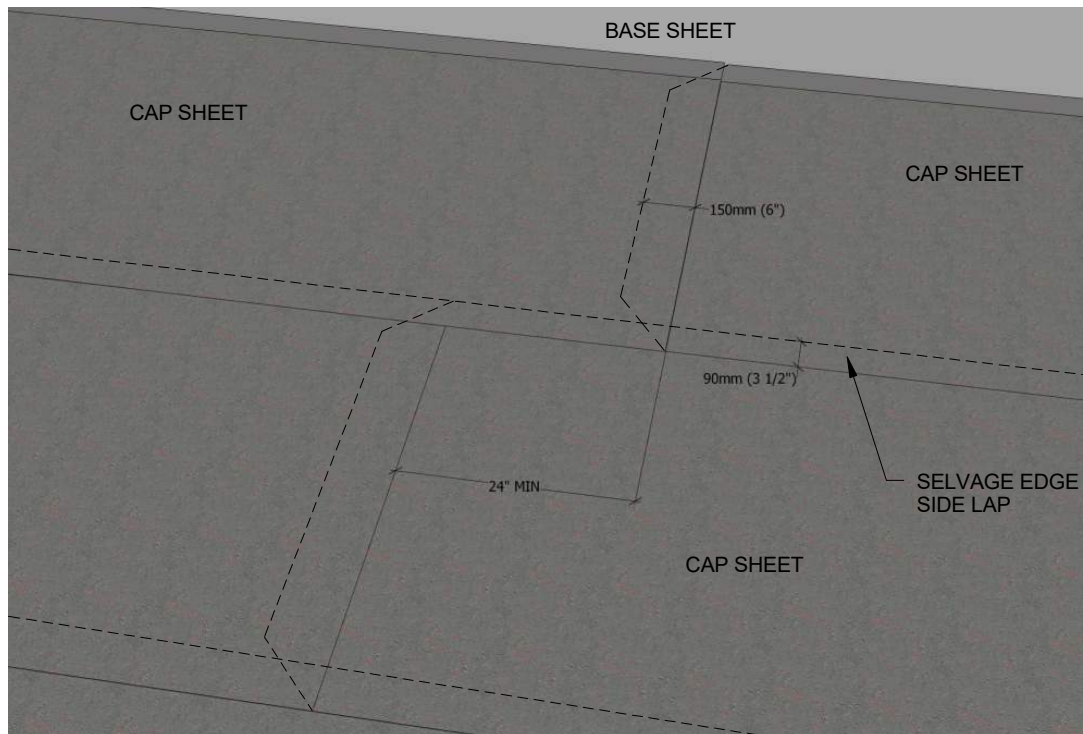 BASE SHEET
CAP SHEET
CAP SHEET
150mm (6")
90mm (3 1/2")
SELVAGE EDGE
SIDE LAP
24" MIN
CAP SHEET